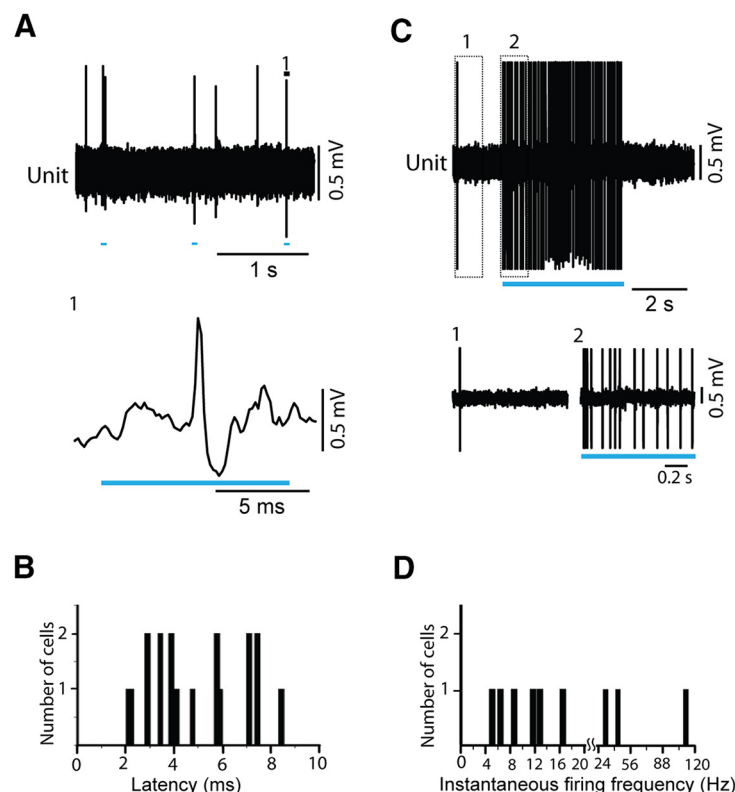 A
1
Unit
0.5 mV
1 s
1
0.5 mV
5 ms
C
1 2
Unit
0.5 mV
2 s
1 2
0.5 mV
0.2 s
B
Number of cells
2
1
0 2 4 6 8 10
Latency (ms)
D
Number of cells
2
1
0 4 8 12 16 20 24 56 88 120
Instantaneous firing frequency (Hz)